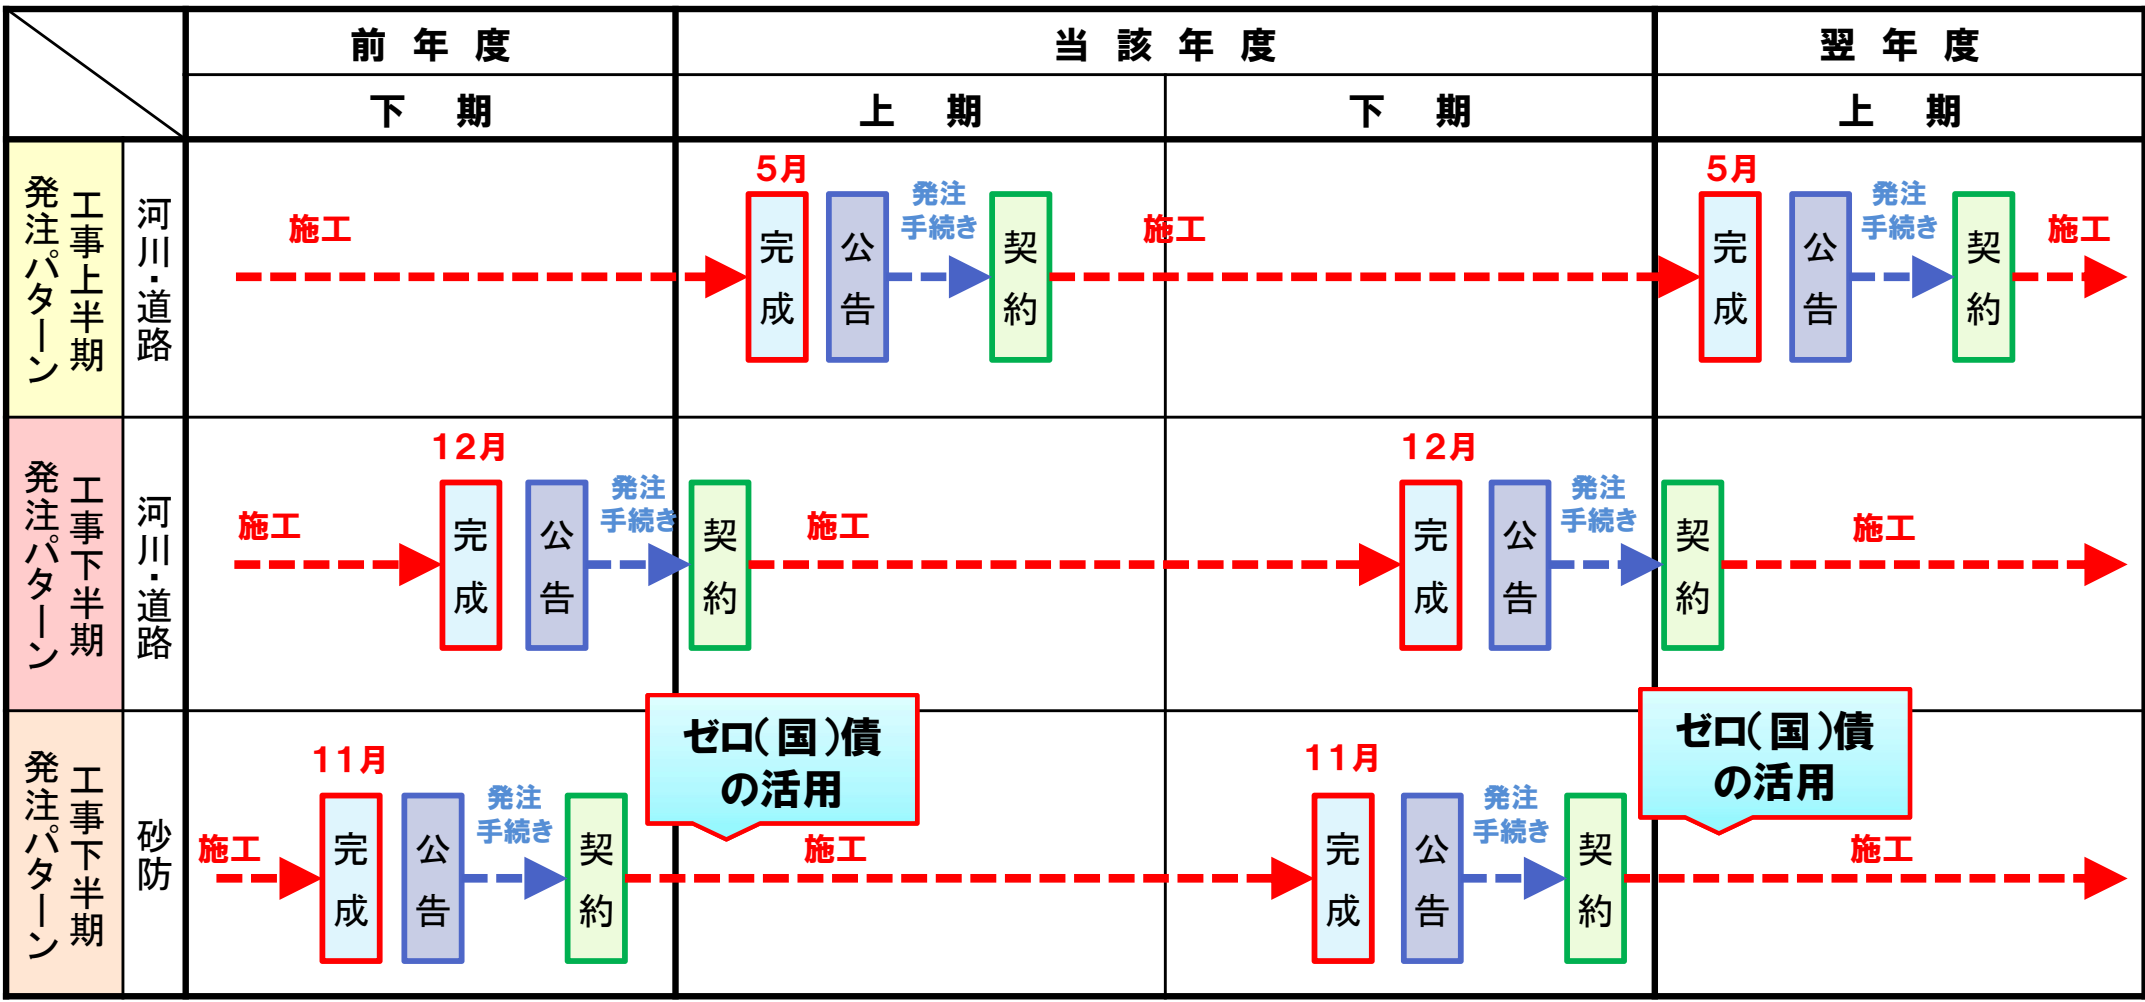 前年度
当該年度
翌年度
下期
上期
下期
上期
工事上半期
発注パターン
河川・道路
施工
5月
完成
公告
発注
手続き
契約
施工
5月
完成
公告
発注
手続き
契約
施工
工事下半期
発注パターン
河川・道路
施工
12月
完成
公告
発注
手続き
契約
施工
12月
完成
公告
発注
手続き
契約
施工
工事下半期
発注パターン
砂防
施工
11月
完成
公告
発注
手続き
契約
ゼロ(国)債
の活用
施工
11月
完成
公告
発注
手続き
契約
ゼロ(国)債
の活用
施工